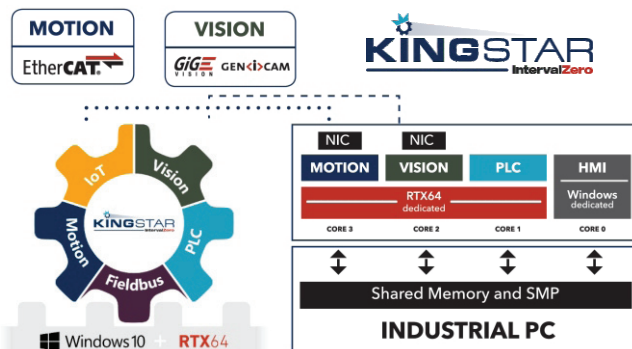 MOTION
EtherCAT®
VISION
GiGE
VISION
GEN<i>CAM
KINGSTAR
IntervalZero
IoT
Vision
Motion
PLC
Fieldbus
KINGSTAR
IntervalZero
Windows 10 + RTX64
NIC
NIC
MOTION
VISION
PLC
HMI
RTX64
dedicated
Windows
dedicated
CORE 3
CORE 2
CORE 1
CORE 0
Shared Memory and SMP
INDUSTRIAL PC